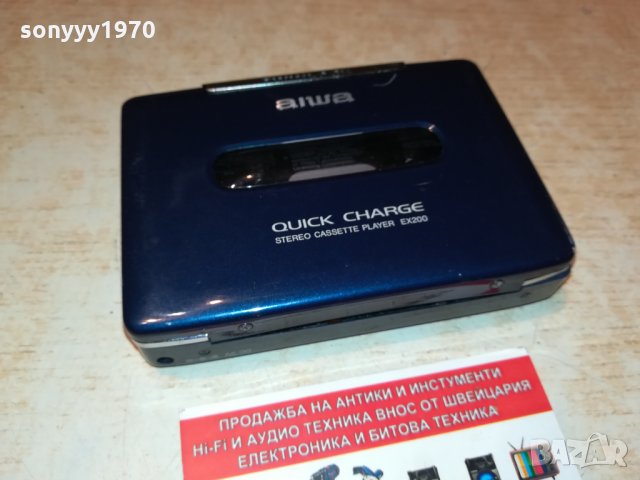 sonyyy1970
aiwa
QUICK CHARGE
STEREO CASSETTE PLAYER EX200
ПРОДАЖБА НА АНТИКИ И ИНСТУМЕНТИ
Hi-Fi И АУДИО ТЕХНИКА ВНОС ОТ ШВЕЙЦАРИЯ
ЕЛЕКТРОНИКА И БИТОВА ТЕХНИКА
BAZAR